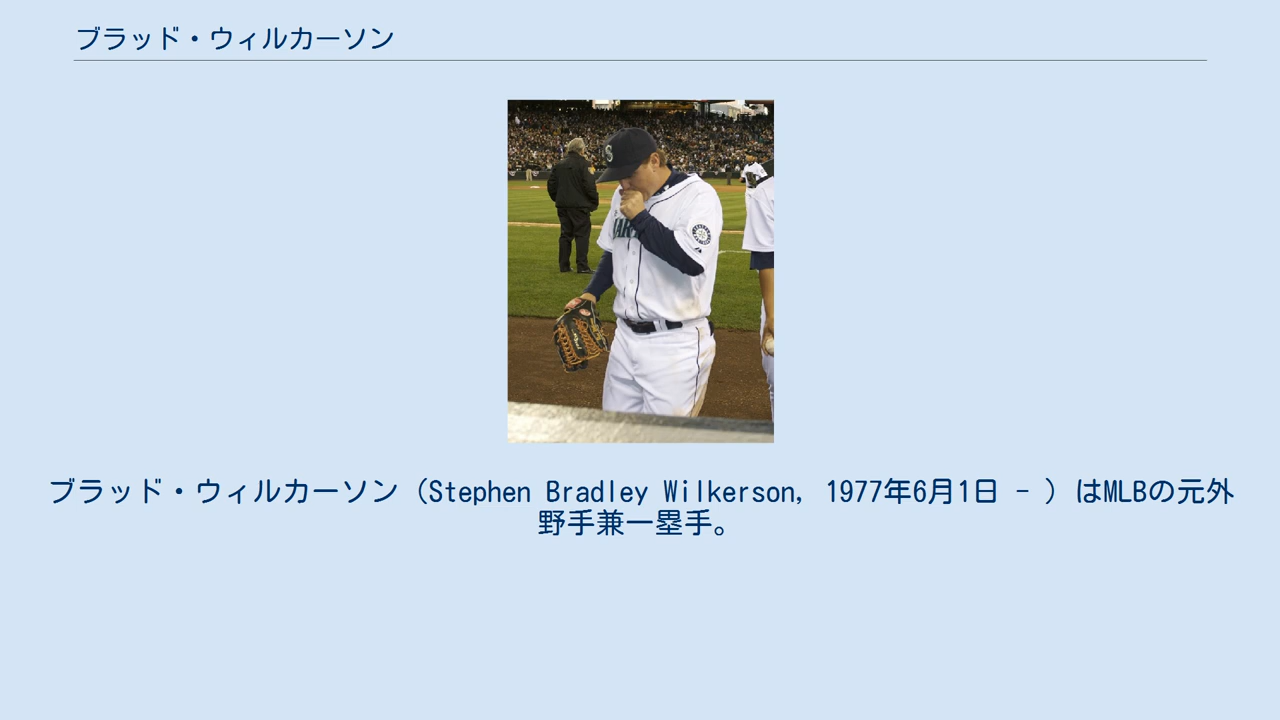 ブラッド・ウィルカーソン
S
ブラッド・ウィルカーソン（Stephen Bradley Wilkerson, 1977年6月1日 - ）はMLBの元外
野手兼一塁手。